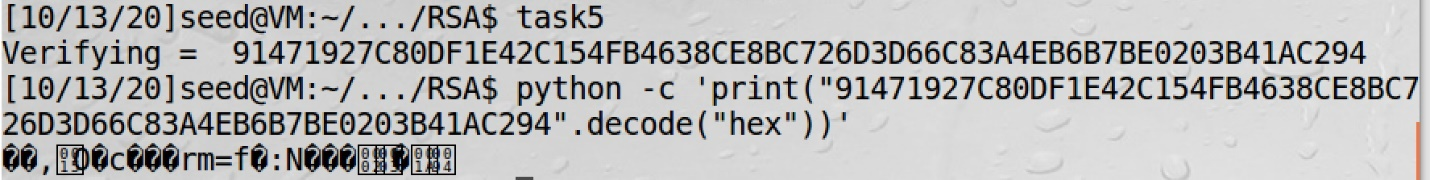 [10/13/20]seed@VM:~/.../RSA$ task5
Verifying =  91471927C80DF1E42C154FB4638CE8BC726D3D66C83A4EB6B7BE0203B41AC294
[10/13/20]seed@VM:~/.../RSA$ python -c 'print("91471927C80DF1E42C154FB4638CE8BC7
26D3D66C83A4EB6B7BE0203B41AC294".decode("hex"))'
��,O�c���rm=f�:N���